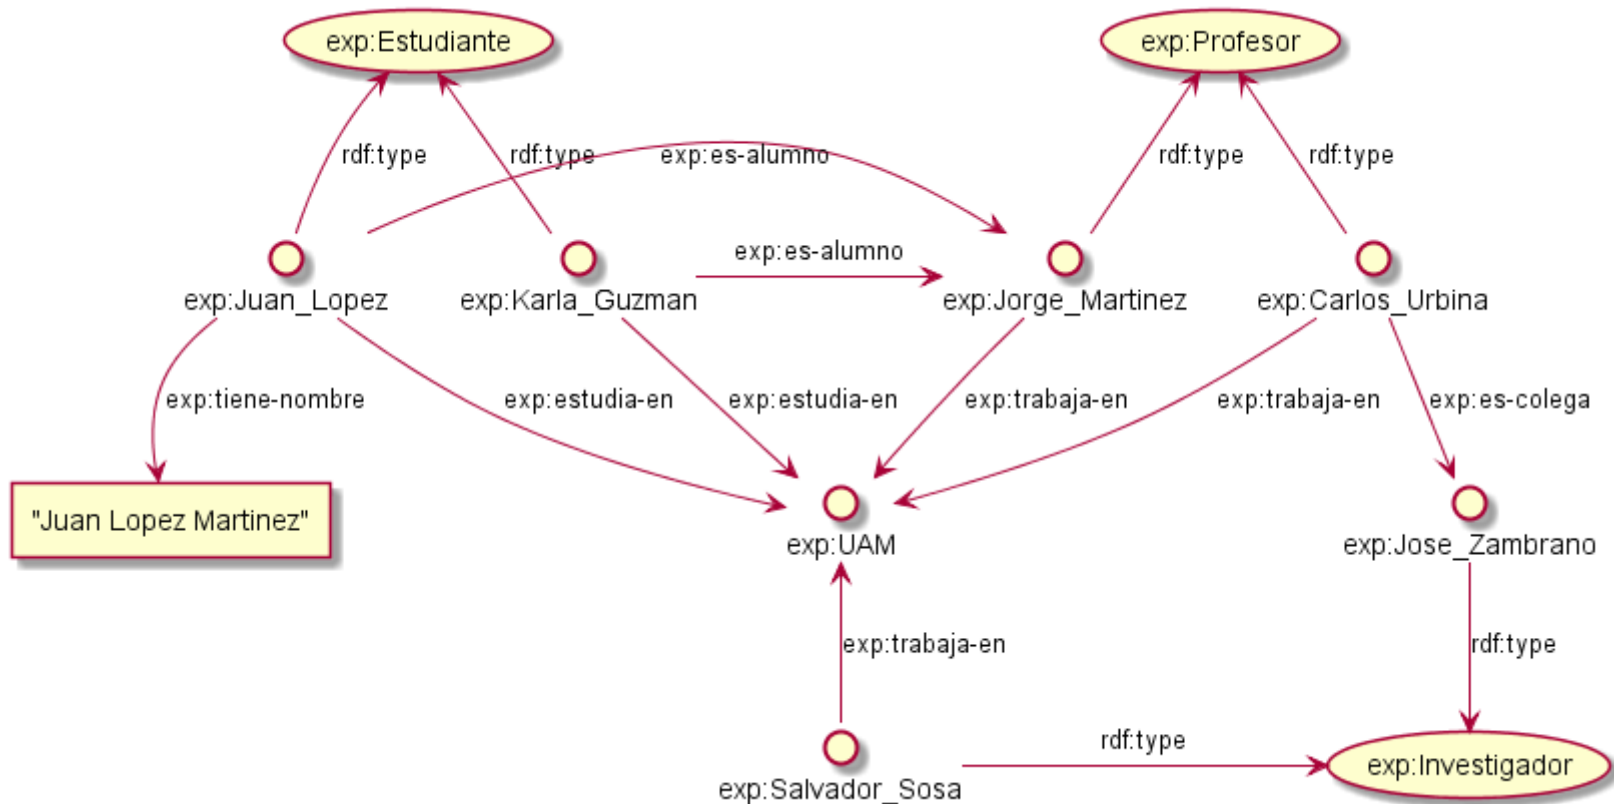 exp:Estudiante
exp:Profesor
rdf:type
rdf:type
exp:es-alumno
rdf:type
rdf:type
exp:es-alumno
exp:Juan_Lopez
exp:Karla_Guzman
exp:Jorge_Martinez
exp:Carlos_Urbina
exp:tiene-nombre
exp:estudia-en
exp:estudia-en
exp:trabaja-en
exp:trabaja-en
exp:es-colega
"Juan Lopez Martinez"
exp:UAM
exp:Jose_Zambrano
exp:trabaja-en
rdf:type
rdf:type
exp:Investigador
exp:Salvador_Sosa